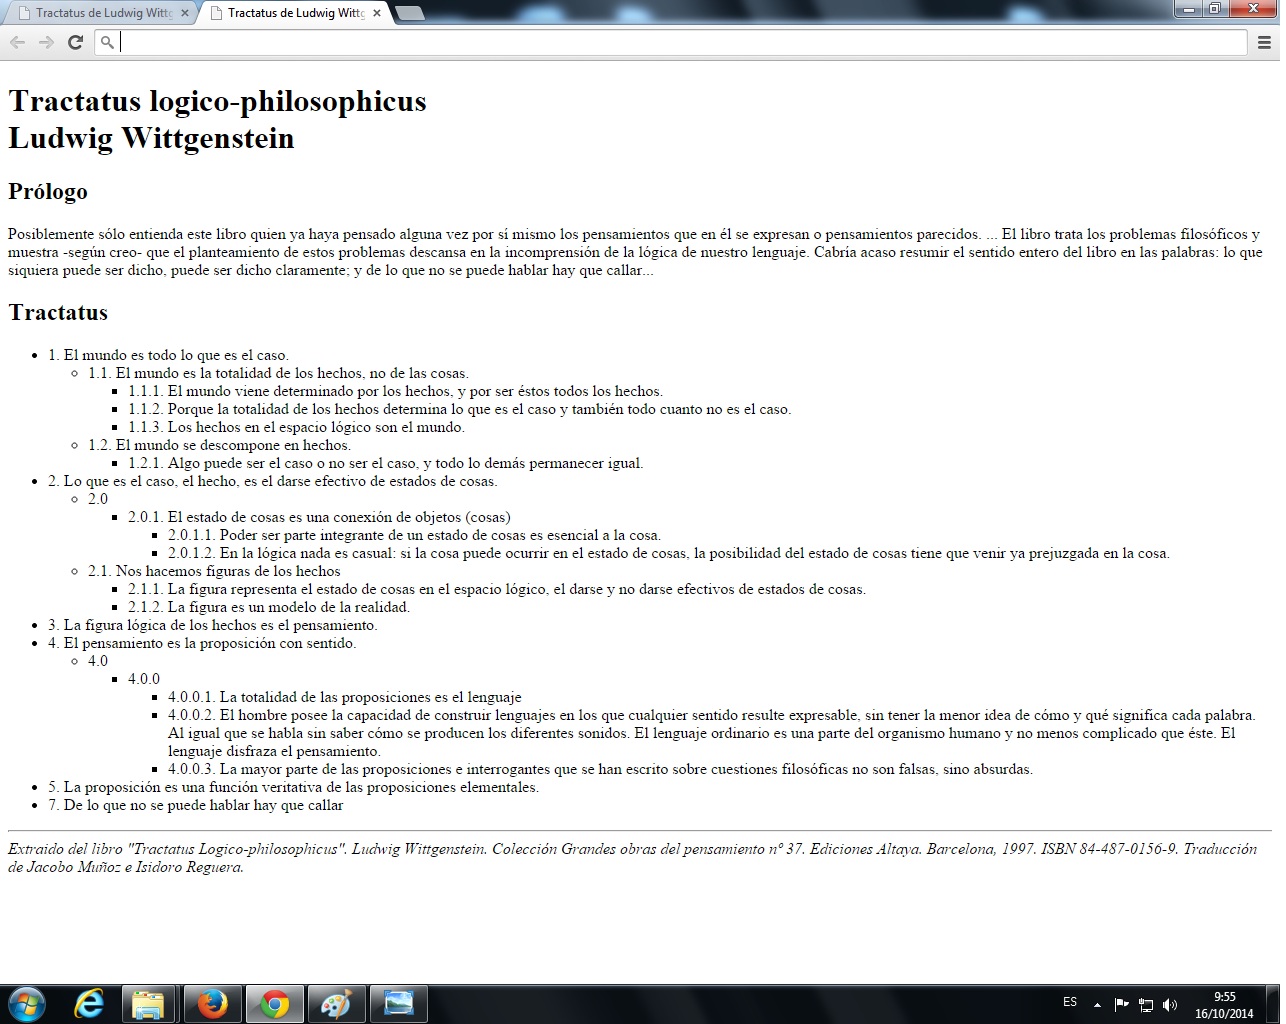 Tractatus de Ludwig Wittg
Tractatus de Ludwig Wittg
Tractatus logico-philosophicus
Ludwig Wittgenstein
Prólogo
Posiblemente sólo entienda este libro quien ya haya pensado alguna vez por sí mismo los pensamientos que en él se expresan o pensamientos parecidos. ... El libro trata los problemas filosóficos y
muestra -según creo- que el planteamiento de estos problemas descansa en la incomprensión de la lógica de nuestro lenguaje. Cabría acaso resumir el sentido entero del libro en las palabras: lo que
siquiera puede ser dicho, puede ser dicho claramente; y de lo que no se puede hablar hay que callar...
Tractatus
1. El mundo es todo lo que es el caso.
1.1. El mundo es la totalidad de los hechos, no de las cosas.
1.1.1. El mundo viene determinado por los hechos, y por ser éstos todos los hechos.
1.1.2. Porque la totalidad de los hechos determina lo que es el caso y también todo cuanto no es el caso.
1.1.3. Los hechos en el espacio lógico son el mundo.
1.2. El mundo se descompone en hechos.
1.2.1. Algo puede ser el caso o no ser el caso, y todo lo demás permanecer igual.
2. Lo que es el caso, el hecho, es el darse efectivo de estados de cosas.
2.0
2.0.1. El estado de cosas es una conexión de objetos (cosas)
2.0.1.1. Poder ser parte integrante de un estado de cosas es esencial a la cosa.
2.0.1.2. En la lógica nada es casual: si la cosa puede ocurrir en el estado de cosas, la posibilidad del estado de cosas tiene que venir ya prejuzgada en la cosa.
2.1. Nos hacemos figuras de los hechos
2.1.1. La figura representa el estado de cosas en el espacio lógico, el darse y no darse efectivos de estados de cosas.
2.1.2. La figura es un modelo de la realidad.
3. La figura lógica de los hechos es el pensamiento.
4. El pensamiento es la proposición con sentido.
4.0
4.0.0
4.0.0.1. La totalidad de las proposiciones es el lenguaje
4.0.0.2. El hombre posee la capacidad de construir lenguajes en los que cualquier sentido resulte expresable, sin tener la menor idea de cómo y qué significa cada palabra.
Al igual que se habla sin saber cómo se producen los diferentes sonidos. El lenguaje ordinario es una parte del organismo humano y no menos complicado que éste. El
lenguaje disfraza el pensamiento.
4.0.0.3. La mayor parte de las proposiciones e interrogantes que se han escrito sobre cuestiones filosóficas no son falsas, sino absurdas.
5. La proposición es una función veritativa de las proposiciones elementales.
7. De lo que no se puede hablar hay que callar
Extraido del libro "Tractatus Logico-philosophicus". Ludwig Wittgenstein. Colección Grandes obras del pensamiento nº 37. Ediciones Altaya. Barcelona, 1997. ISBN 84-487-0156-9. Traducción
de Jacobo Muñoz e Isidoro Reguera.
ES
9:55
16/10/2014